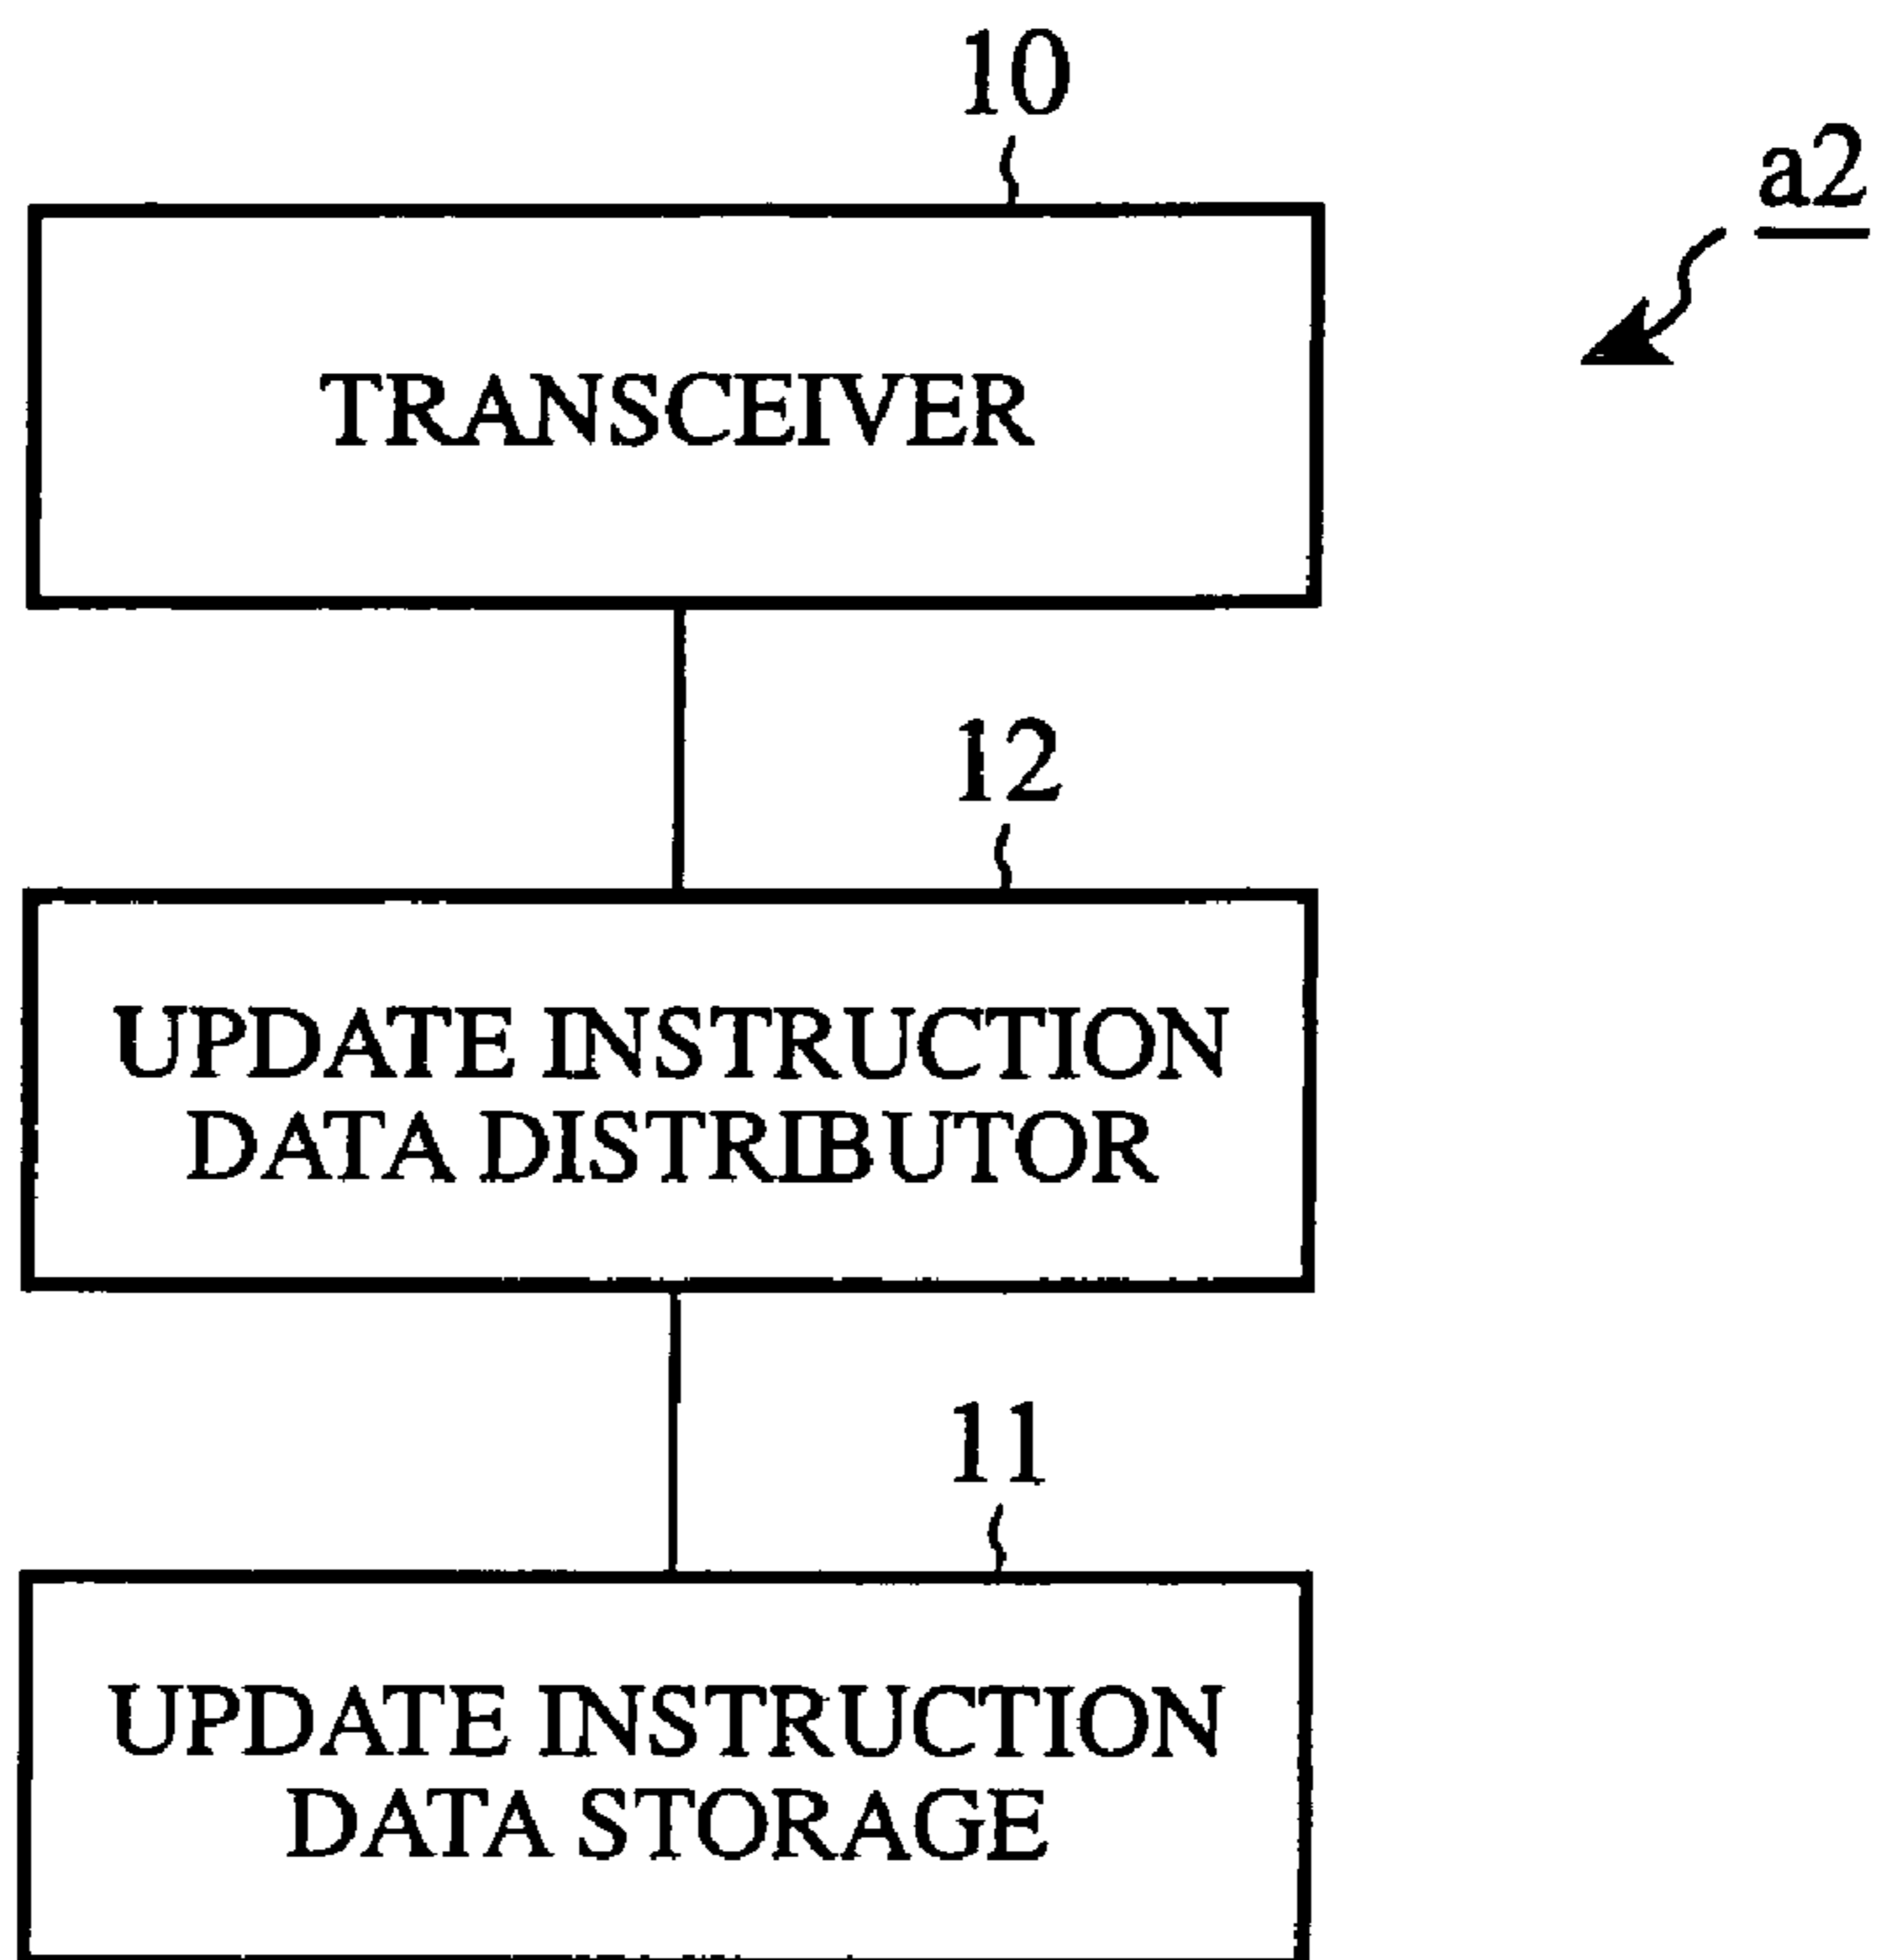 10
a2
TRANSCEIVER
12
UPDATE INSTRUCTION
DATA DISTRIBUTOR
11
UPDATE INSTRUCTION
DATA STORAGE